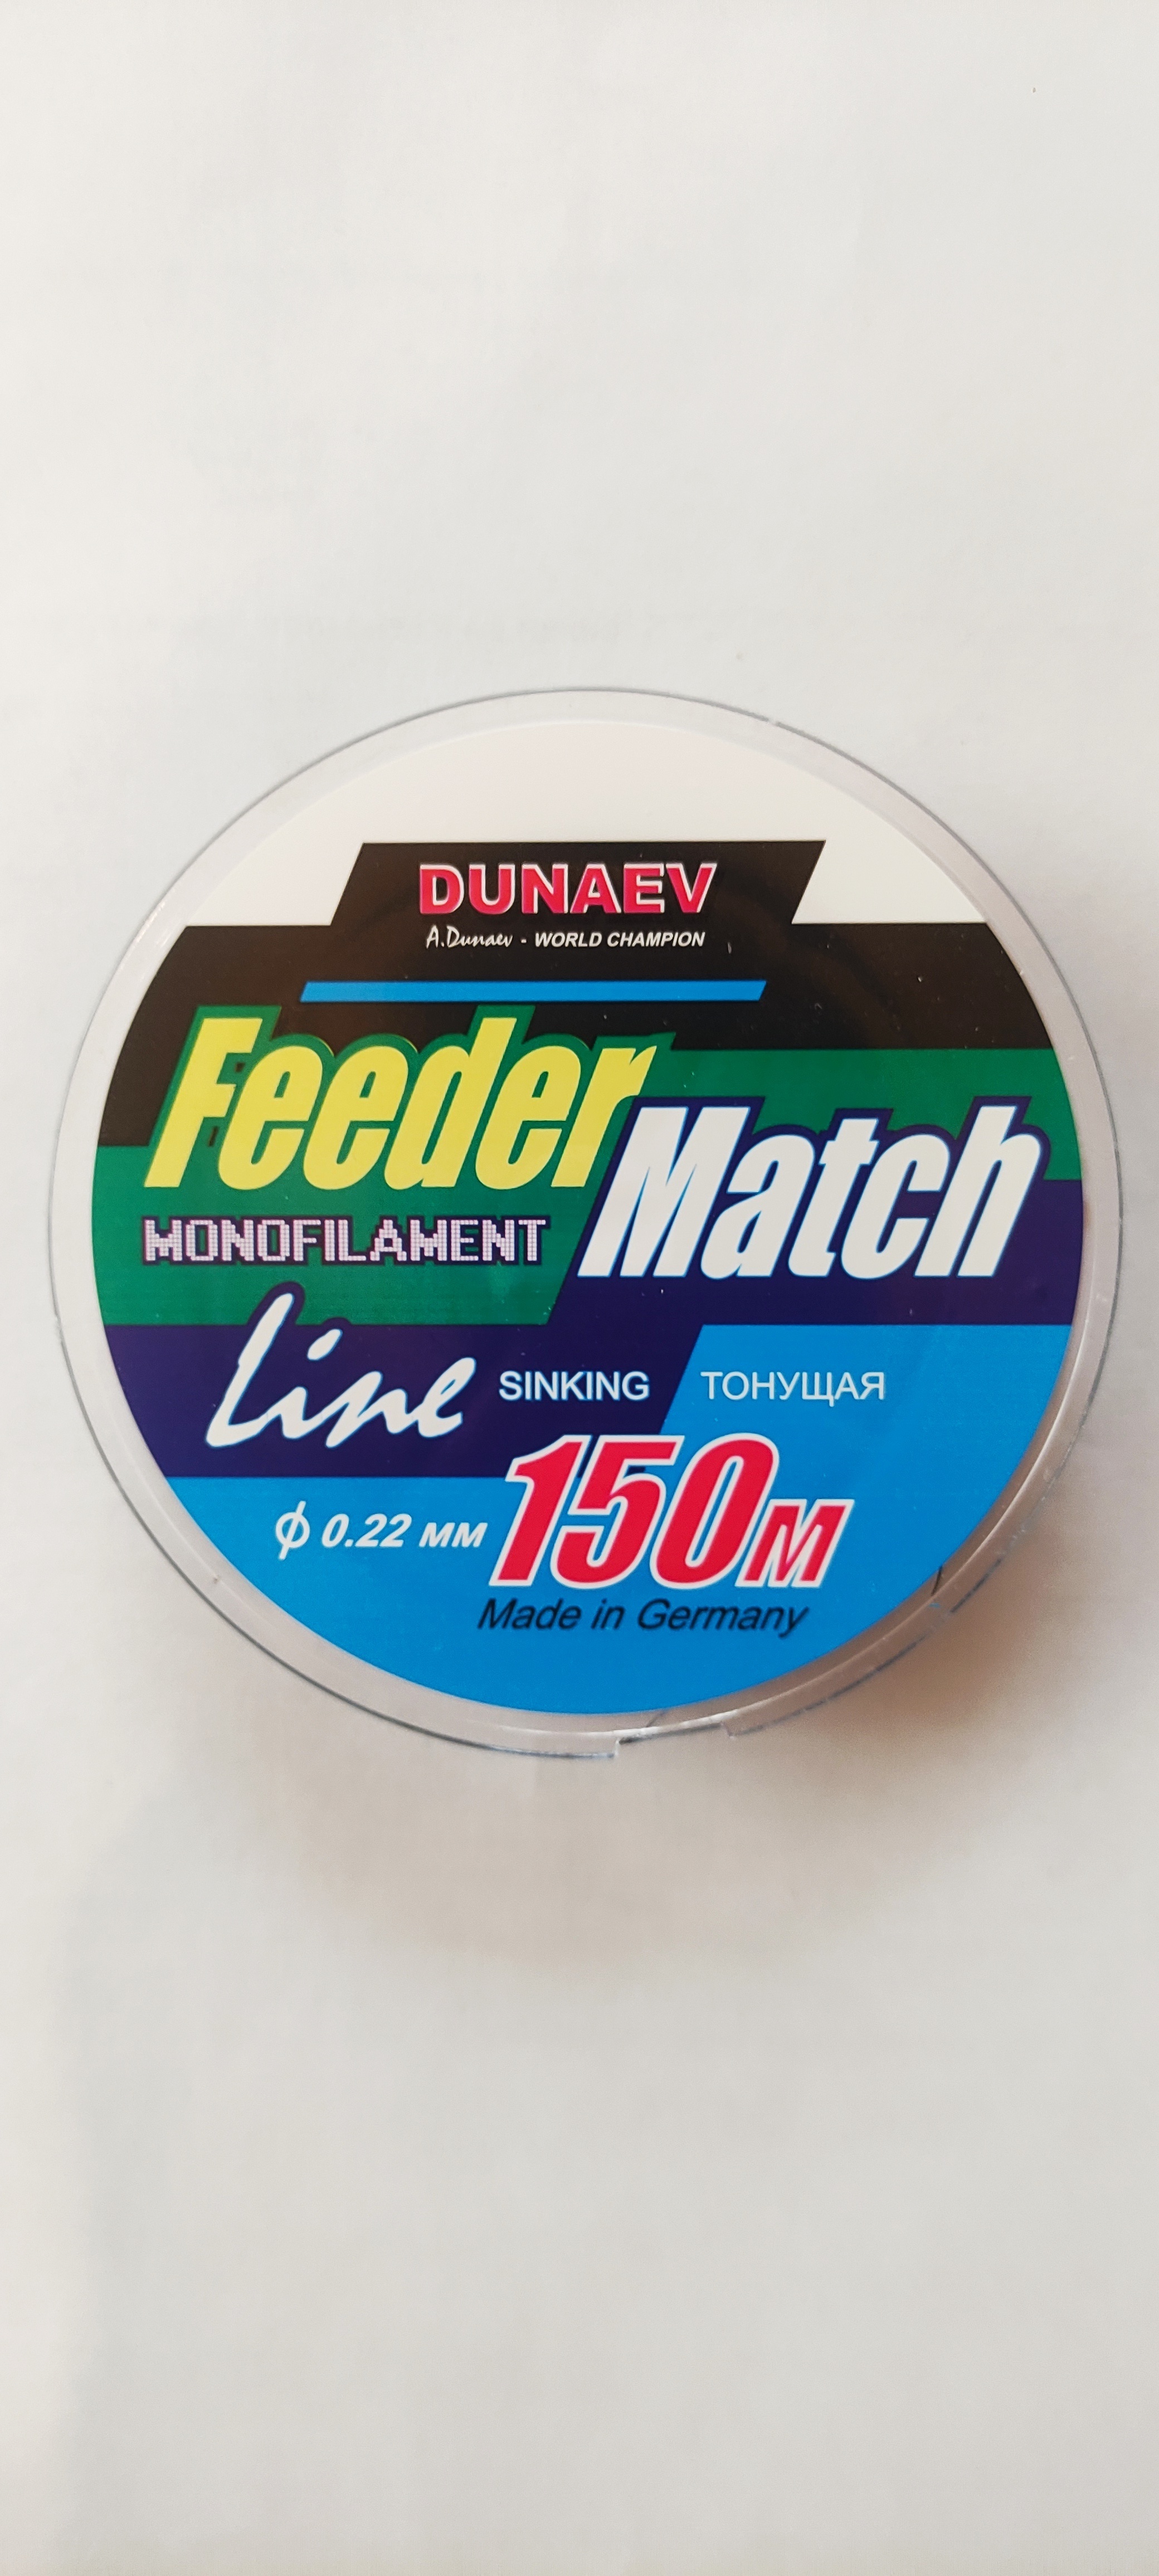 DUNAEV
A.Dunaev - WORLD CHAMPION
Feeder
Match
MONOFILAMENT
Line SINKING ТОНУЩАЯ
ϕ 0.22 мм 150м
Made in Germany